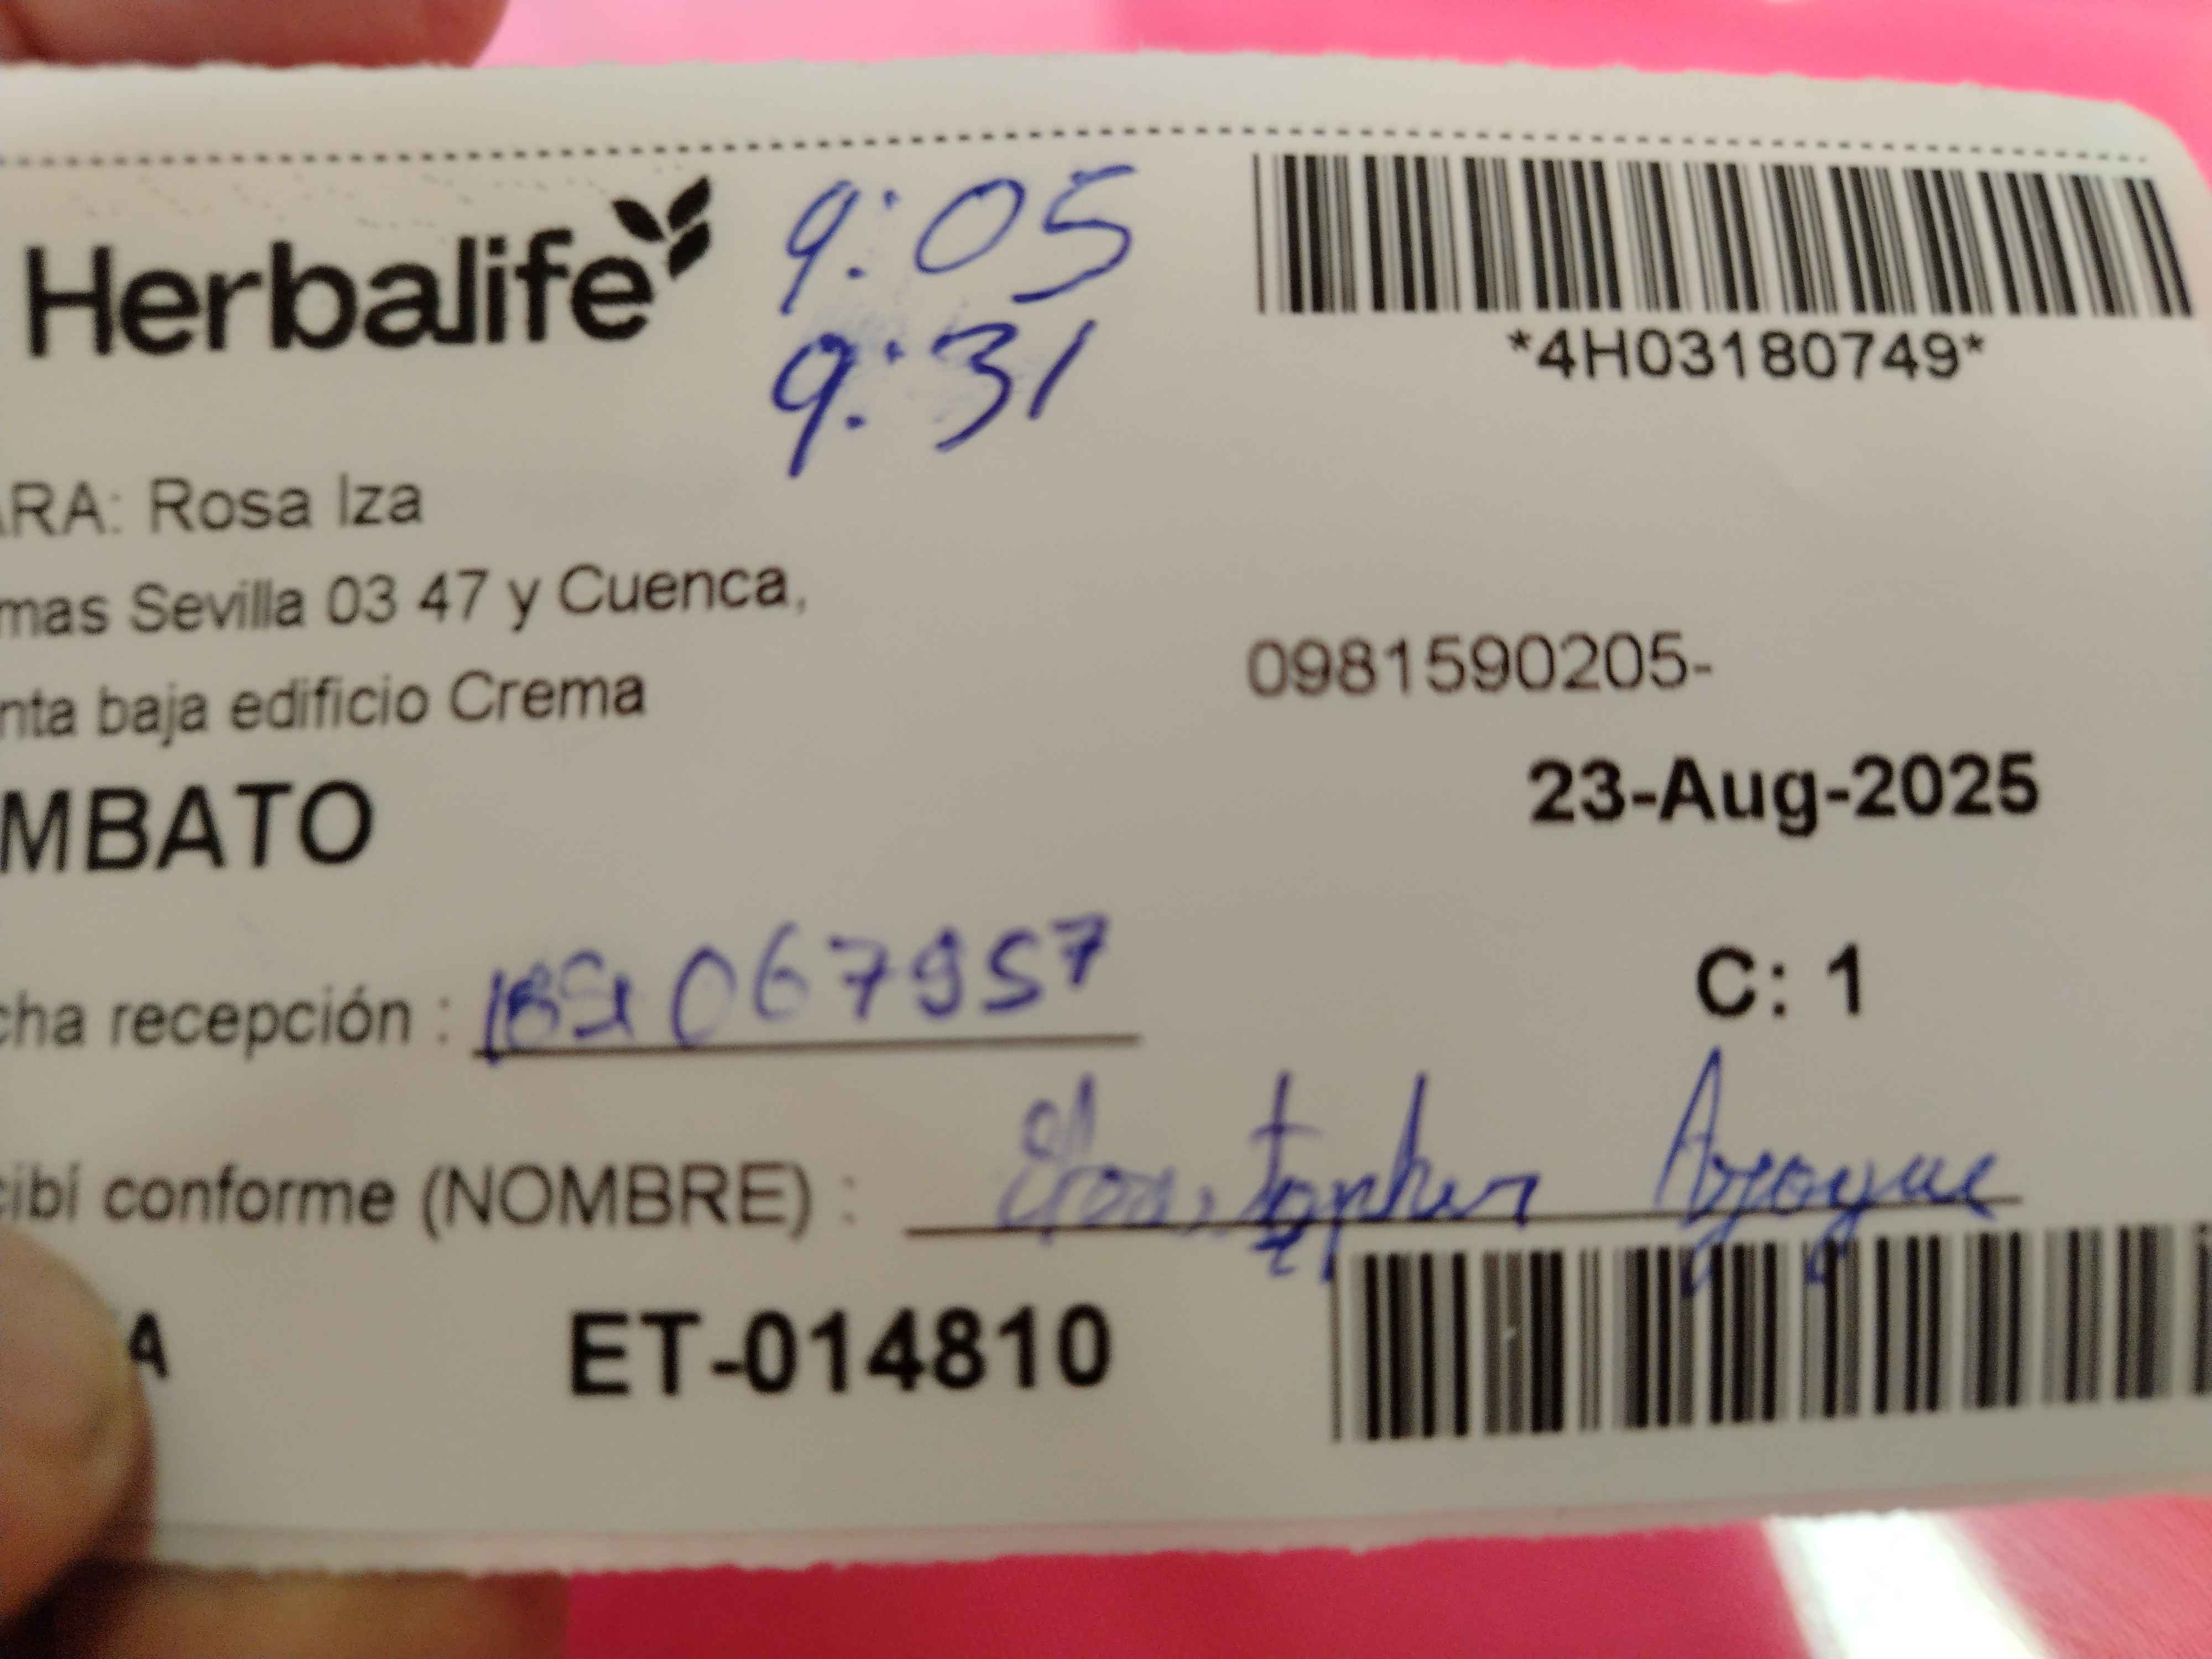 Herbalife
9:05
9:31
*4H03180749*
ARA: Rosa Iza
mas Sevilla 03 47 y Cuenca,
nta baja edificio Crema
0981590205-
MBATO
23-Aug-2025
cha recepción :
C: 1
cibí conforme (NOMBRE) :
A
ET-014810